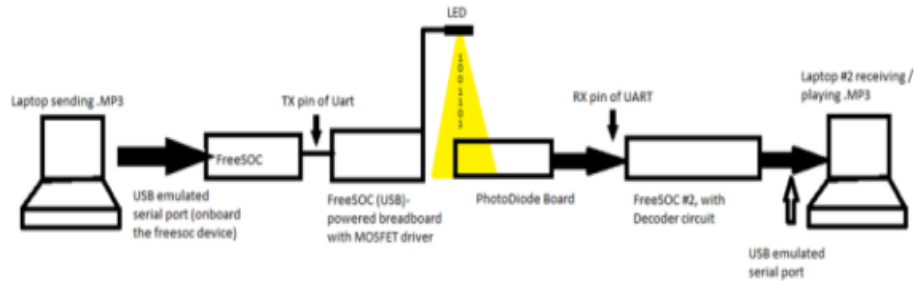 LED
Laptop sending .MP3
TX pin of Uart
RX pin of UART
Laptop #2 receiving /
playing .MP3
FreeSOC
USB emulated
serial port (onboard
the freesoc device)
FreeSOC (USB)-
powered breadboard
with MOSFET driver
PhotoDiode Board
FreeSOC #2, with
Decoder circuit
USB emulated
serial port